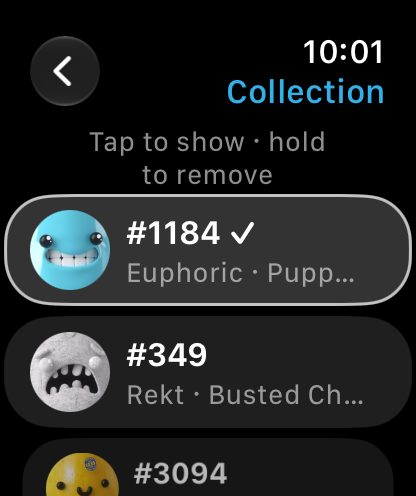 10:01
Collection
Tap to show · hold
to remove
#1184 ✓
Euphoric · Pupp...
#349
Rekt · Busted Ch...
#3094